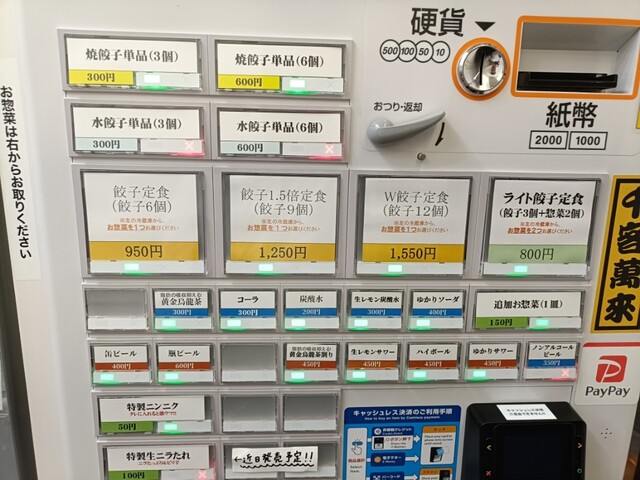 お惣菜は右からお取りください
焼餃子単品(3個)
300円
焼餃子単品(6個)
600円
水餃子単品(3個)
300円
水餃子単品(6個)
600円
硬貨
500 100 50 10
おつり・返却
紙幣
2000 1000
餃子定食
(餃子6個)
お惣菜を1つお選びください
950円
餃子1.5倍定食
(餃子9個)
お惣菜を1つお選びください
1,250円
W餃子定食
(餃子12個)
お惣菜を1つお選びください
1,550円
ライト餃子定食
(餃子3個+惣菜2個)
お惣菜を2つお選びください
800円
千客萬来
脂肪の吸収抑える
黄金烏龍茶
300円
コーラ
300円
炭酸水
200円
生レモン炭酸水
300円
ゆかりソーダ
400円
追加お惣菜(1皿)
150円
缶ビール
400円
瓶ビール
600円
黄金烏龍茶割り
450円
生レモンサワー
450円
ハイボール
450円
ゆかりサワー
450円
ノンアルコール
ビール
350円
PayPay
特製ニンニク
50円
特製生ニラたれ
100円
←近日発売予定!!
キャッシュレス決済のご利用手順